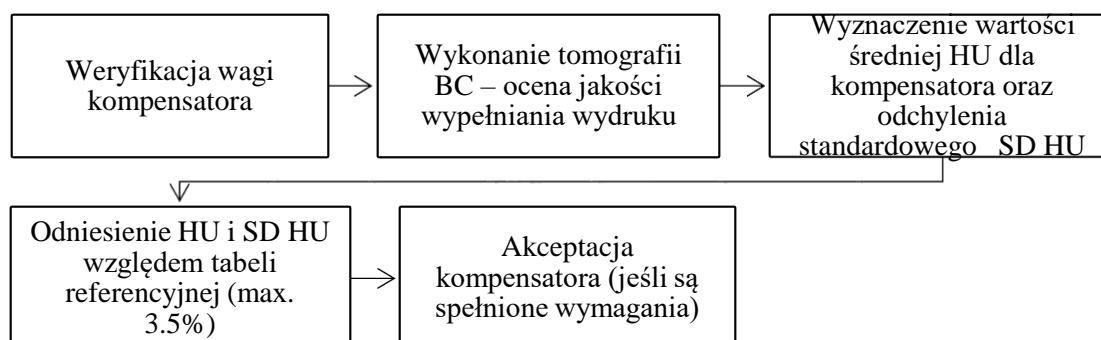 Weryfikacja wagi
kompensatora
Wykonanie tomografii
BC – ocena jakości
wypełniania wydruku
Wyznaczenie wartości
średniej HU dla
kompensatora oraz
odchylenia
standardowego SD HU
Odniesienie HU i SD HU
względem tabeli
referencyjnej (max.
3.5%)
Akceptacja
kompensatora (jeśli są
spełnione wymagania)